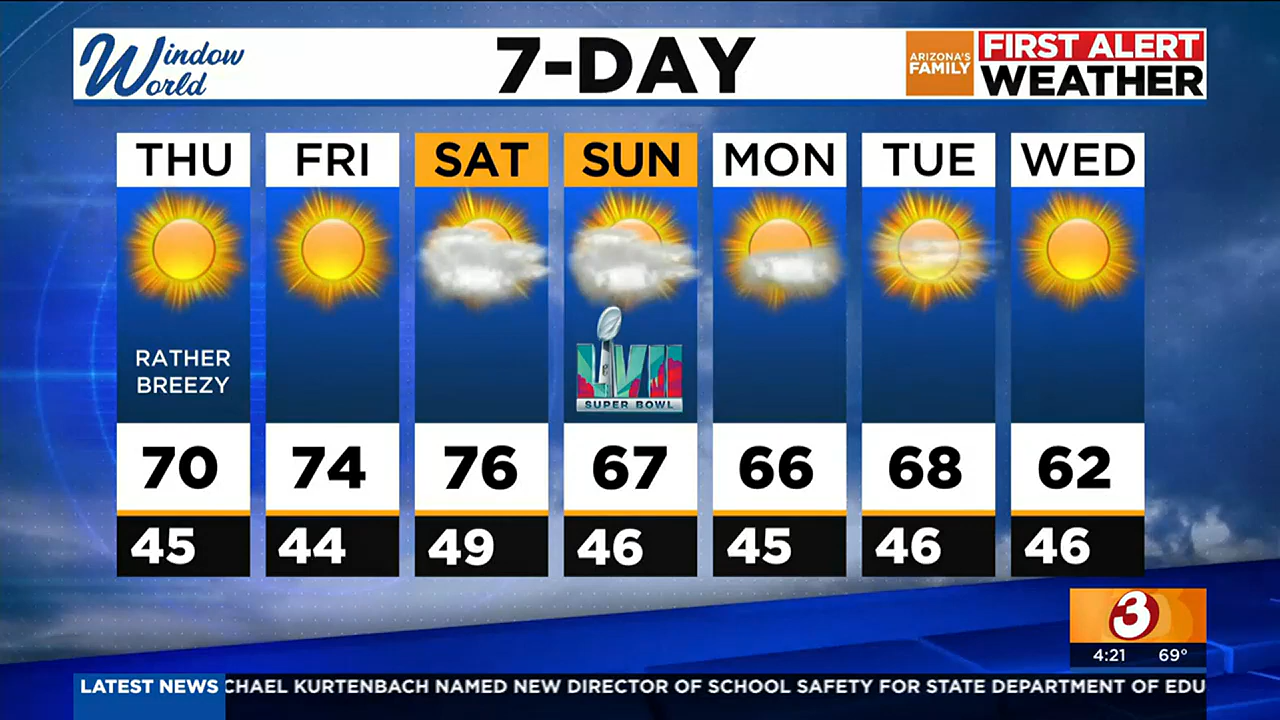 Window World
7-DAY
ARIZONA'S FAMILY
FIRST ALERT
WEATHER
THU FRI SAT SUN MON TUE WED
RATHER
BREEZY
LVII
SUPER BOWL
70 74 76 67 66 68 62
45 44 49 46 45 46 46
3
4:21 69°
LATEST NEWS CHAEL KURTENBACH NAMED NEW DIRECTOR OF SCHOOL SAFETY FOR STATE DEPARTMENT OF EDU